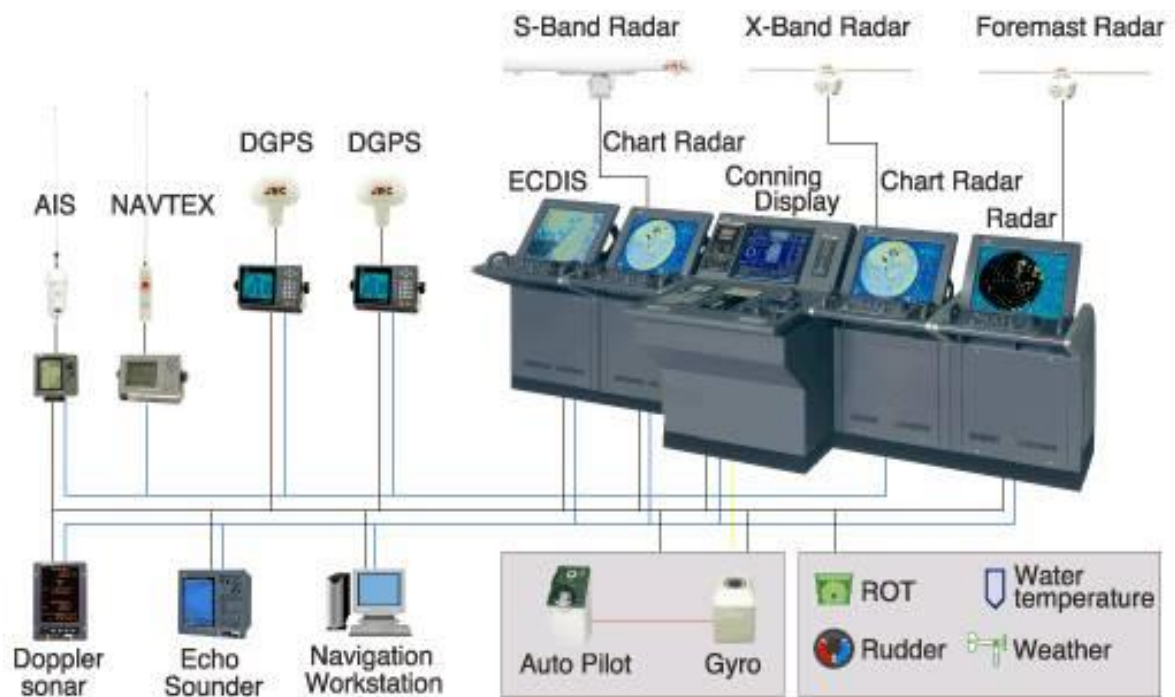 S-Band Radar
X-Band Radar
Foremast Radar
DGPS
DGPS
Chart Radar
AIS
NAVTEX
ECDIS
Conning
Display
Chart Radar
Radar
JRC
JRC
Doppler
sonar
Echo
Sounder
Navigation
Workstation
Auto Pilot
Gyro
ROT
Water
temperature
Rudder
Weather